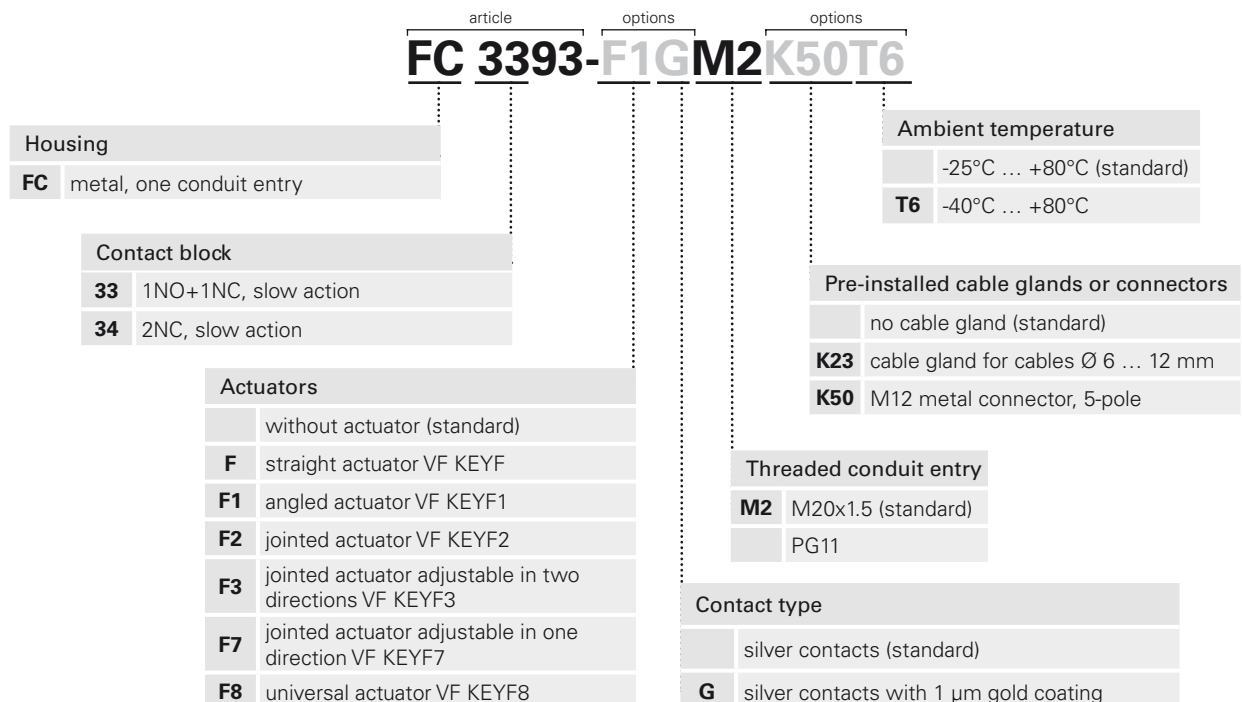 article options options
FC 3393-F1GM2K50T6
Housing
FC metal, one conduit entry
Contact block
33 1NO+1NC, slow action
34 2NC, slow action
Actuators
without actuator (standard)
F straight actuator VF KEYF
F1 angled actuator VF KEYF1
F2 jointed actuator VF KEYF2
F3 jointed actuator adjustable in two
directions VF KEYF3
F7 jointed actuator adjustable in one
direction VF KEYF7
F8 universal actuator VF KEYF8
Ambient temperature
-25°C … +80°C (standard)
T6 -40°C … +80°C
Pre-installed cable glands or connectors
no cable gland (standard)
K23 cable gland for cables Ø 6 … 12 mm
K50 M12 metal connector, 5-pole
Threaded conduit entry
M2 M20x1.5 (standard)
PG11
Contact type
silver contacts (standard)
G silver contacts with 1 µm gold coating